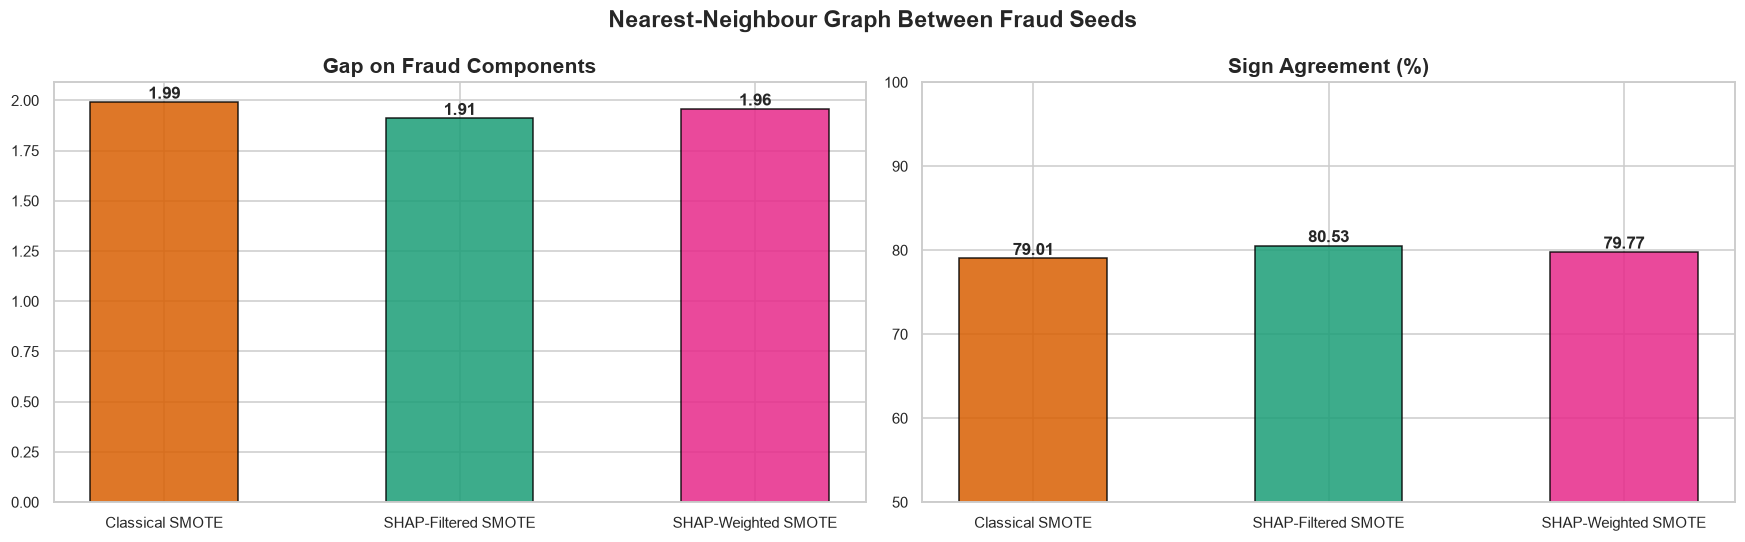 Nearest-Neighbour Graph Between Fraud Seeds
Gap on Fraud Components
2.00
1.75
1.50
1.25
1.00
0.75
0.50
0.25
0.00
1.99
1.91
1.96
Classical SMOTE
SHAP-Filtered SMOTE
SHAP-Weighted SMOTE
Sign Agreement (%)
100
90
80
70
60
50
79.01
80.53
79.77
Classical SMOTE
SHAP-Filtered SMOTE
SHAP-Weighted SMOTE